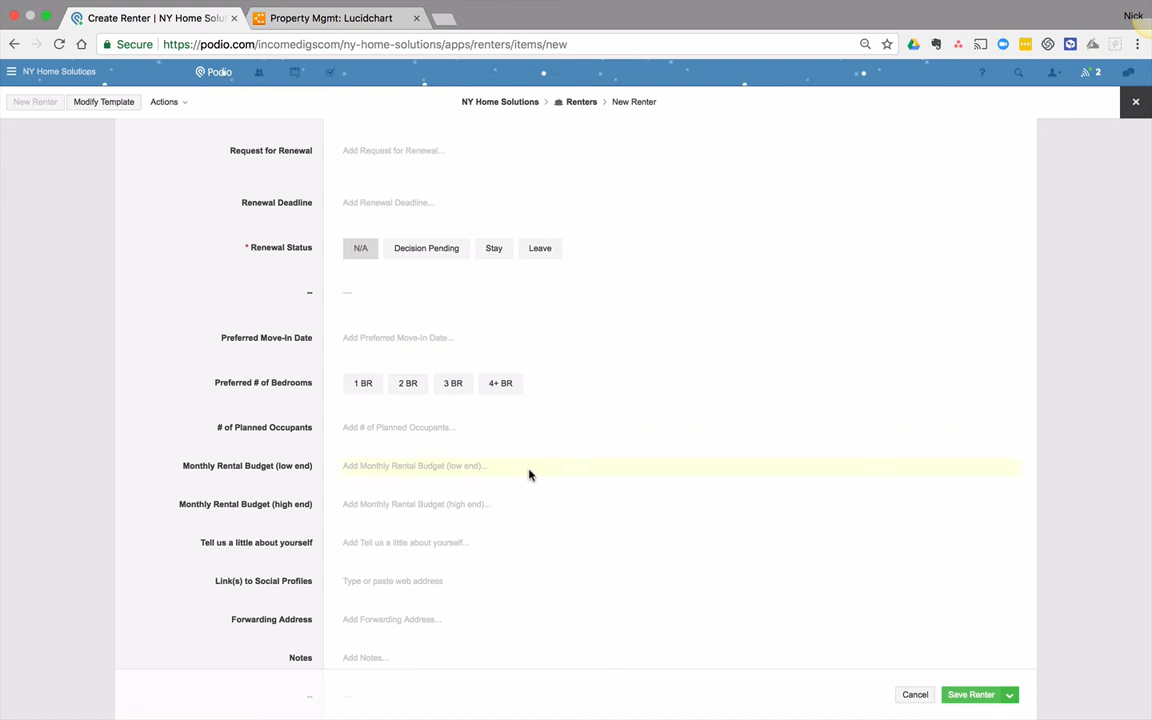 Create Renter | NY Home Solu
Property Mgmt: Lucidchart
Nick
Secure
https://podio.com/incomedigscom/ny-home-solutions/apps/renters/items/new
NY Home Solutions
Podio
?
2
New Renter
Modify Template
Actions
NY Home Solutions > Renters > New Renter
Request for Renewal
Add Request for Renewal...
Renewal Deadline
Add Renewal Deadline...
* Renewal Status
N/A
Decision Pending
Stay
Leave
--
---
Preferred Move-In Date
Add Preferred Move-In Date...
Preferred # of Bedrooms
1 BR
2 BR
3 BR
4+ BR
# of Planned Occupants
Add # of Planned Occupants...
Monthly Rental Budget (low end)
Add Monthly Rental Budget (low end)...
Monthly Rental Budget (high end)
Add Monthly Rental Budget (high end)...
Tell us a little about yourself
Add Tell us a little about yourself...
Link(s) to Social Profiles
Type or paste web address
Forwarding Address
Add Forwarding Address...
Notes
Add Notes...
--
---
Cancel
Save Renter